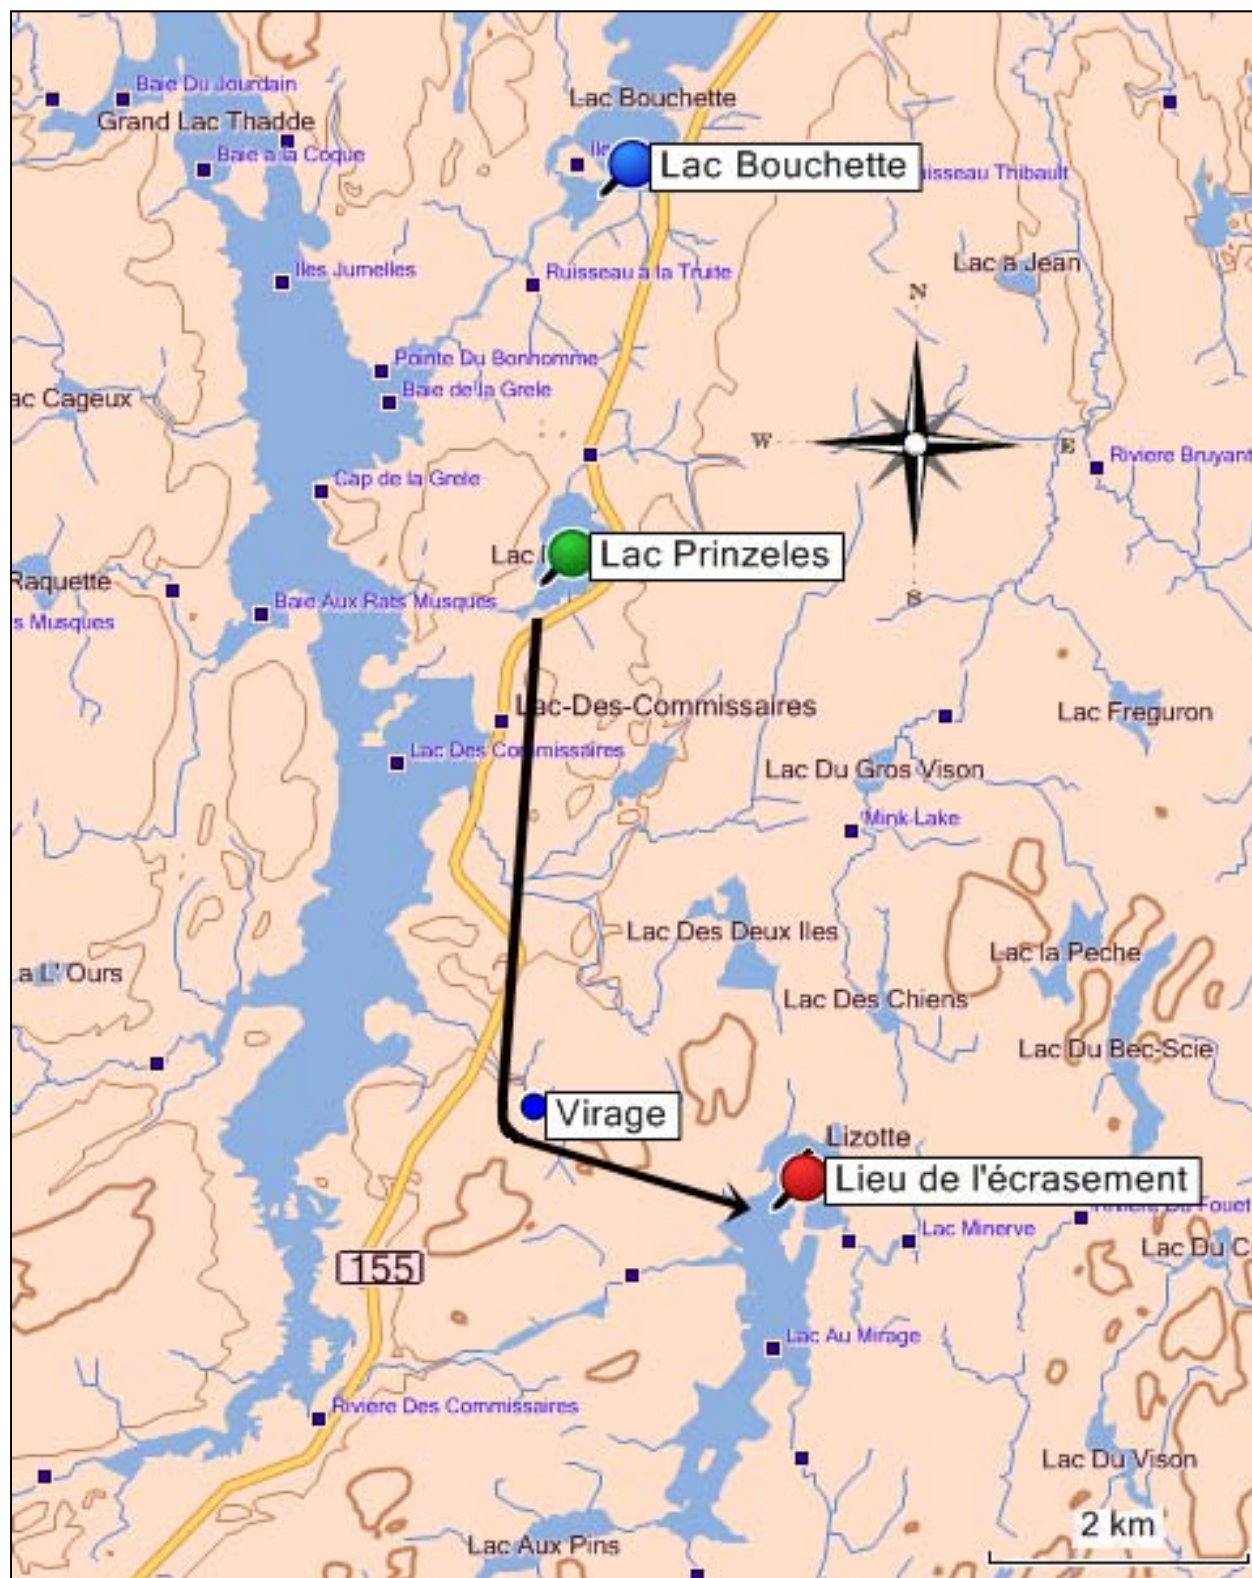 Baie Du Jourdain
Lac Bouchette
Grand Lac Thadde
Baie a la Coque
Lac Bouchette
uisseau Thibault
Lac a Jean
Iles Jumelles
Ruisseau a la Truite
N
Pointe Du Bonhomme
Baie de la Grele
ac Cageux
W
E
Riviere Bruyant
Cap de la Grele
Lac
Lac Prinzeles
Raquette
Baie Aux Rats Musques
S
s Musques
Lac-Des-Commissaires
Lac Freguron
Lac Des Commissaires
Lac Du Gros Vison
Mink Lake
Lac Des Deux Iles
Lac la Peche
a L' Ours
Lac Des Chiens
Lac Du Bec-Scie
Virage
Lizotte
Lieu de l'écrasement
Riviere Du Fouet
Lac Minerve
Lac Du C
155
Lac Au Mirage
Riviere Des Commissaires
Lac Du Vison
2 km
Lac Aux Pins